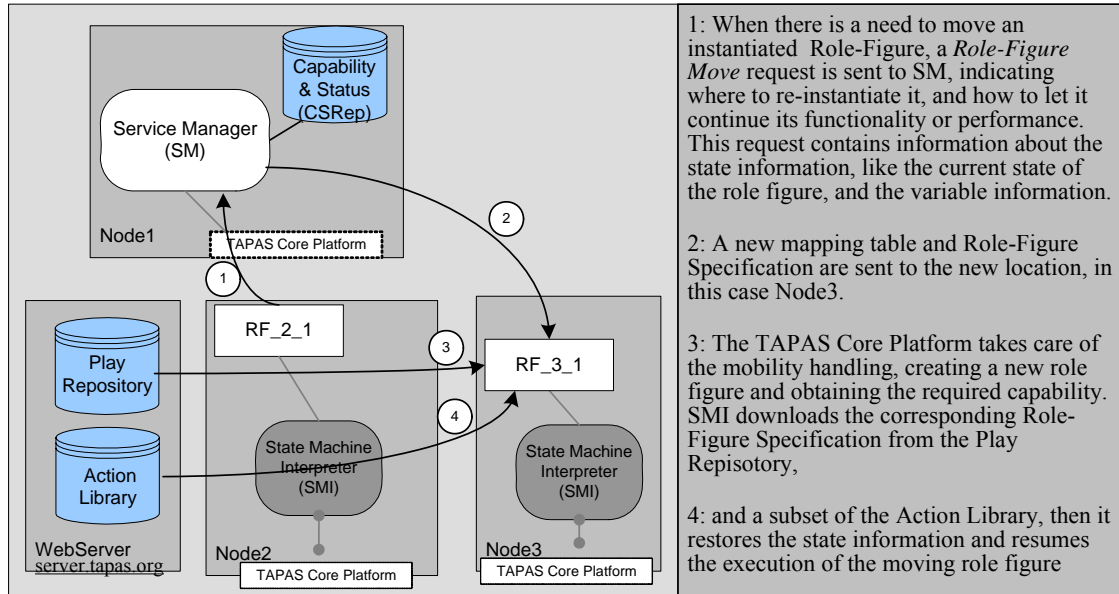 Capability
& Status
(CSRep)
Service Manager
(SM)
2
Node1
TAPAS Core Platform
1
RF_2_1
Play
Repository
3
RF_3_1
4
Action
Library
State Machine
Interpreter
(SMI)
State Machine
Interpreter
(SMI)
WebServer
server.tapas.org
Node2
TAPAS Core Platform
Node3
TAPAS Core Platform
1: When there is a need to move an
instantiated Role-Figure, a Role-Figure
Move request is sent to SM, indicating
where to re-instantiate it, and how to let it
continue its functionality or performance.
This request contains information about the
state information, like the current state of
the role figure, and the variable information.
2: A new mapping table and Role-Figure
Specification are sent to the new location, in
this case Node3.
3: The TAPAS Core Platform takes care of
the mobility handling, creating a new role
figure and obtaining the required capability.
SMI downloads the corresponding Role-
Figure Specification from the Play
Repisotory,
4: and a subset of the Action Library, then it
restores the state information and resumes
the execution of the moving role figure